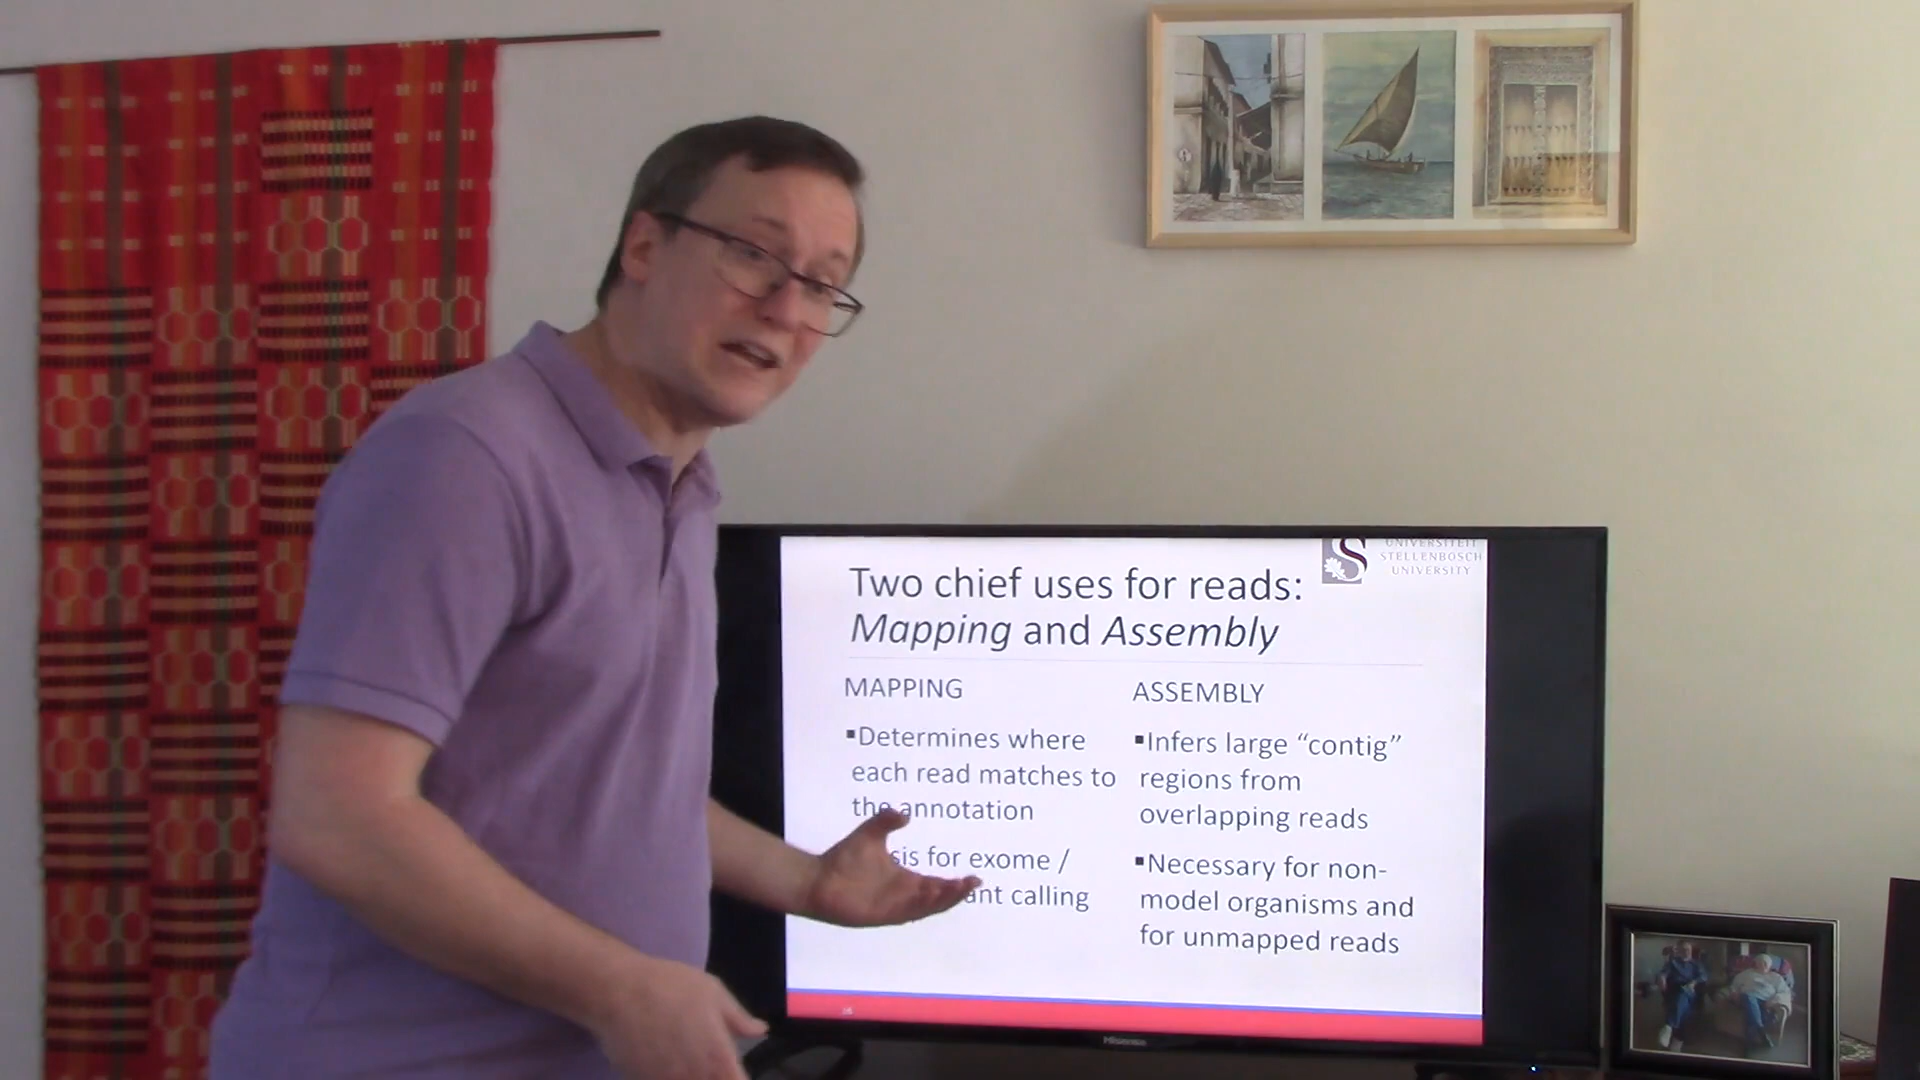 UNIVERSITEIT
STELLENBOSCH
UNIVERSITY
Two chief uses for reads:
Mapping and Assembly
MAPPING
▪Determines where
each read matches to
the annotation
sis for exome /
ant calling
ASSEMBLY
▪Infers large “contig”
regions from
overlapping reads
▪Necessary for non-
model organisms and
for unmapped reads
Hisense